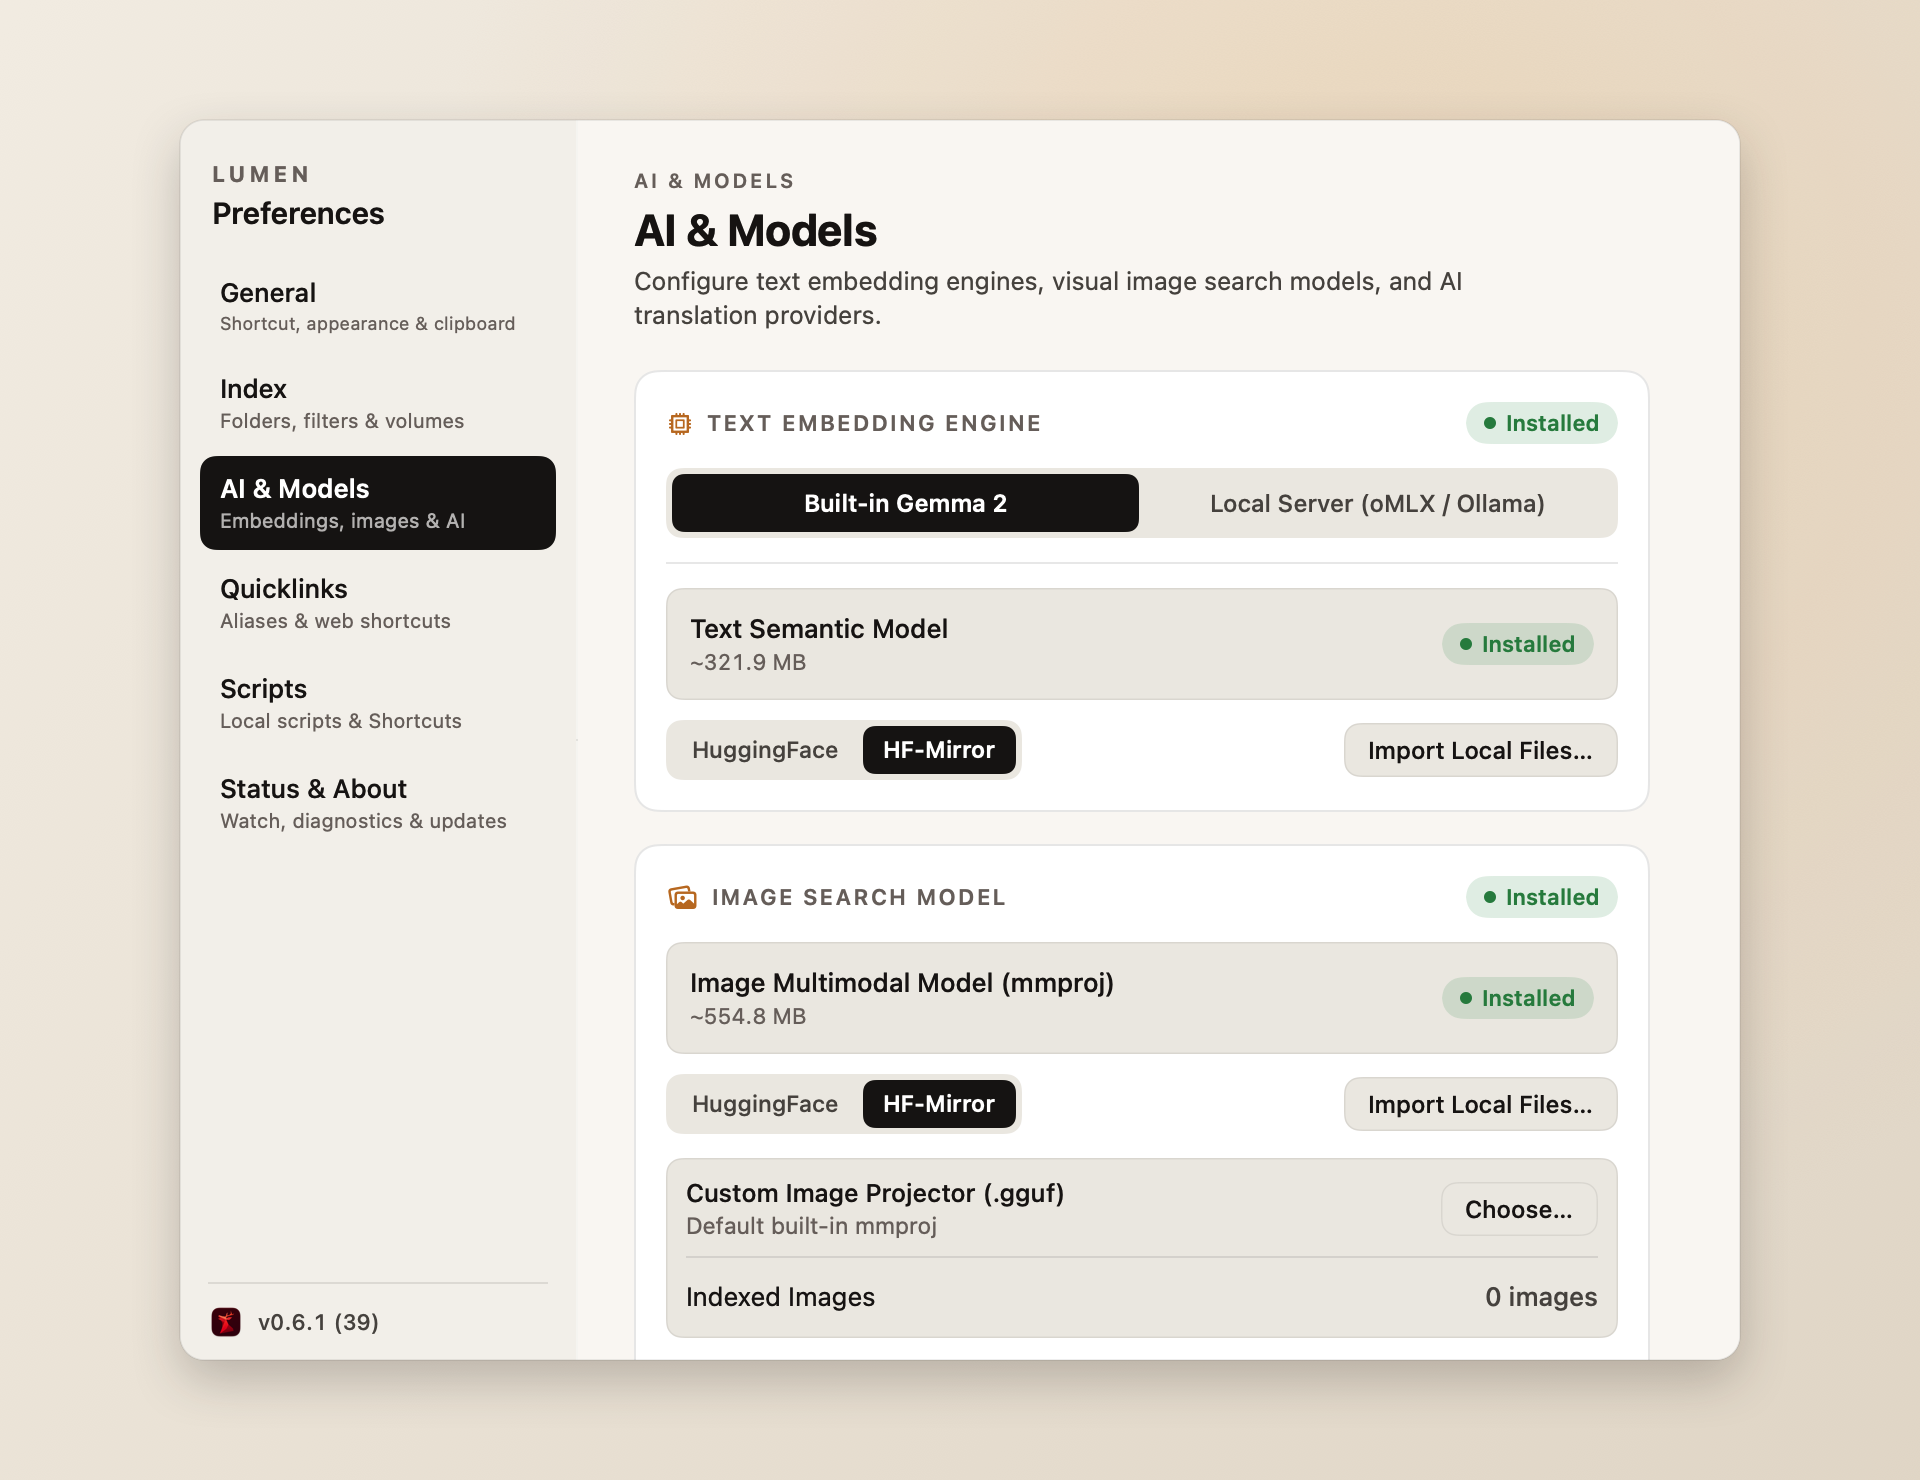 LUMEN
Preferences
General
Shortcut, appearance & clipboard
Index
Folders, filters & volumes
AI & Models
Embeddings, images & AI
Quicklinks
Aliases & web shortcuts
Scripts
Local scripts & Shortcuts
Status & About
Watch, diagnostics & updates
v0.6.1 (39)
AI & MODELS
AI & Models
Configure text embedding engines, visual image search models, and AI
translation providers.
TEXT EMBEDDING ENGINE
Installed
Built-in Gemma 2
Local Server (oMLX / Ollama)
Text Semantic Model
~321.9 MB
Installed
HuggingFace
HF-Mirror
Import Local Files...
IMAGE SEARCH MODEL
Installed
Image Multimodal Model (mmproj)
~554.8 MB
Installed
HuggingFace
HF-Mirror
Import Local Files...
Custom Image Projector (.gguf)
Default built-in mmproj
Choose...
Indexed Images
0 images